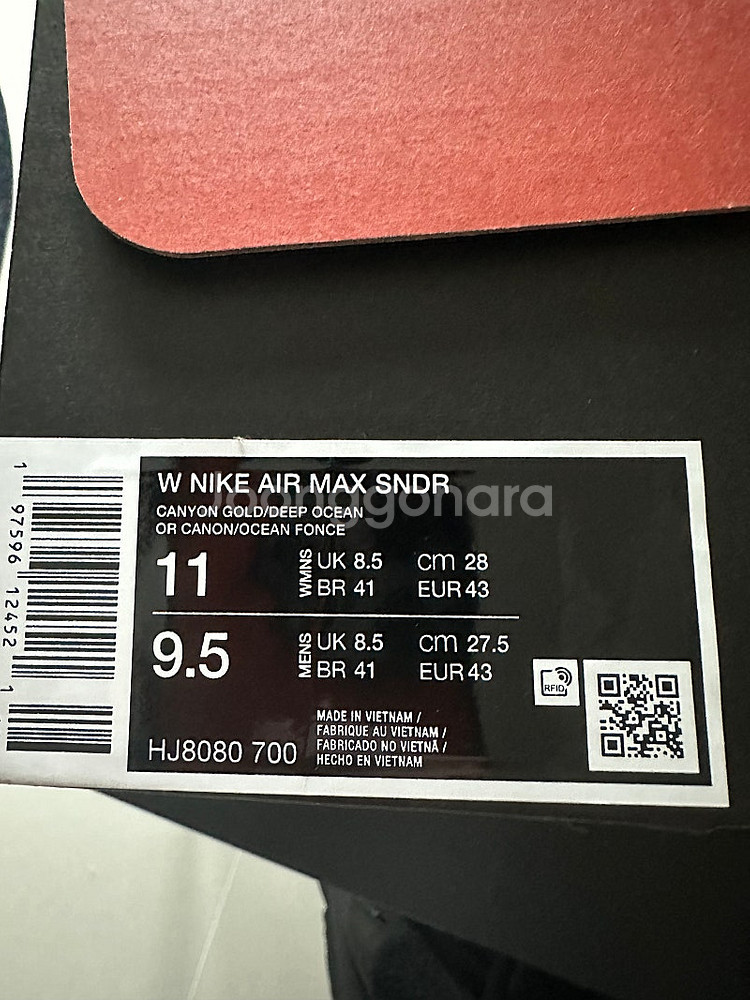 W NIKE AIR MAX SNDR
Joonggonara
CANYON GOLD/DEEP OCEAN
OR CANON/OCEAN FONCE
11 WMNS UK 8.5 cm 28
BR 41 EUR 43
9.5 MENS UK 8.5 cm 27.5
BR 41 EUR 43
RFID
MADE IN VIETNAM /
FABRIQUE AU VIETNAM /
FABRICADO NO VIETNÃ /
HECHO EN VIETNAM
HJ8080 700
1 97596 12452 1